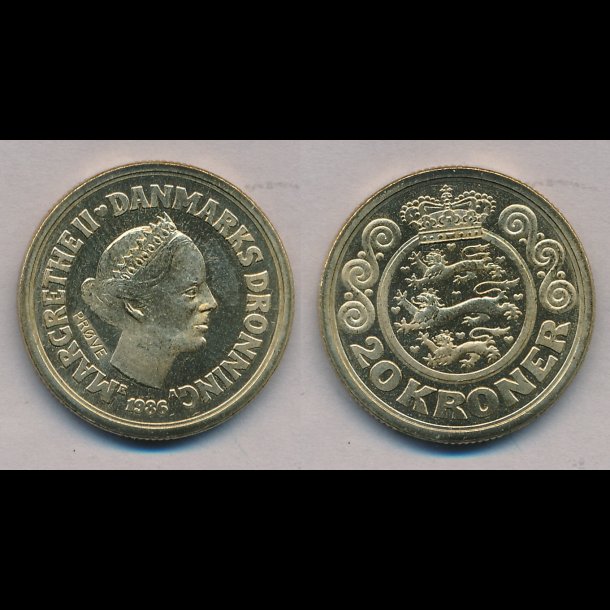 MARGRETHE II · DANMARKS DRONNING
PRØVE
1986
20 KRONER